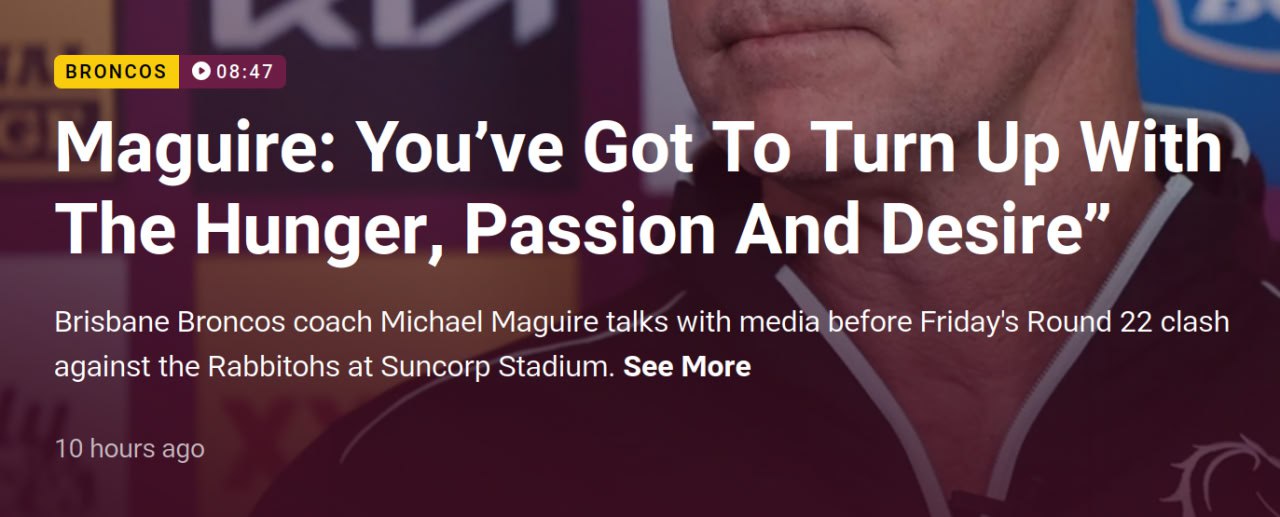 BRONCOS 08:47
Maguire: You’ve Got To Turn Up With
The Hunger, Passion And Desire”
Brisbane Broncos coach Michael Maguire talks with media before Friday's Round 22 clash
against the Rabbitohs at Suncorp Stadium. See More
10 hours ago